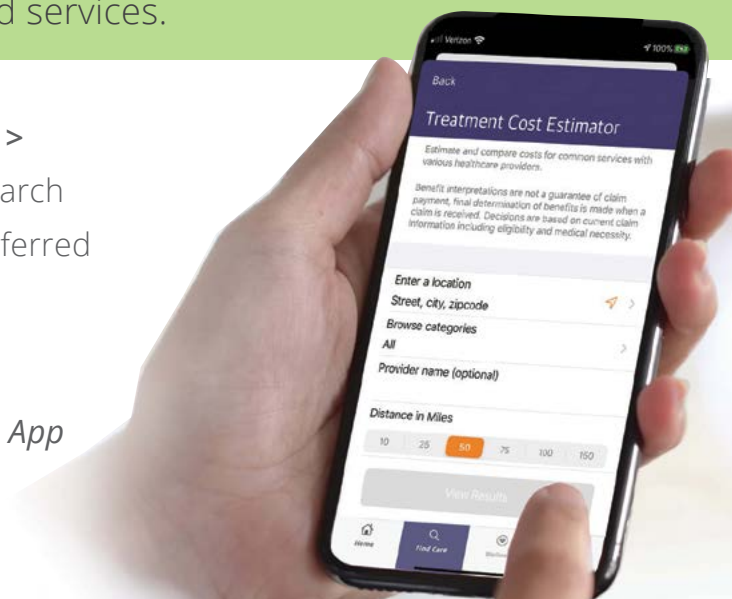 d services.
>
arch
ferred
App
Verizon
100%
Back
Treatment Cost Estimator
Estimate and compare costs for common services with
various healthcare providers.
Benefit interpretations are not a guarantee of claim
payment, final determination of benefits is made when a
claim is received. Decisions are based on current claim
information including eligibility and medical necessity.
Enter a location
Street, city, zipcode
Browse categories
All
Provider name (optional)
Distance in Miles
10 25 50 75 100 150
View Results
Home
Find Care